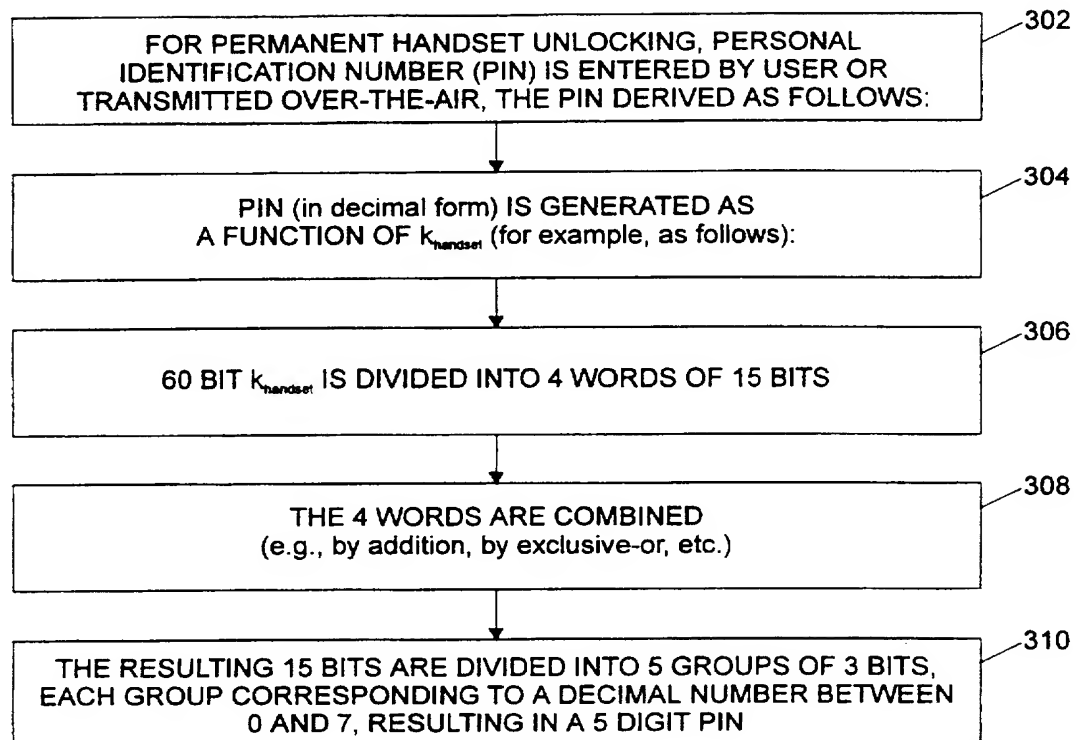 302
FOR PERMANENT HANDSET UNLOCKING, PERSONAL
IDENTIFICATION NUMBER (PIN) IS ENTERED BY USER OR
TRANSMITTED OVER-THE-AIR, THE PIN DERIVED AS FOLLOWS:
304
PIN (in decimal form) IS GENERATED AS
A FUNCTION OF k_handset (for example, as follows):
306
60 BIT k_handset IS DIVIDED INTO 4 WORDS OF 15 BITS
308
THE 4 WORDS ARE COMBINED
(e.g., by addition, by exclusive-or, etc.)
310
THE RESULTING 15 BITS ARE DIVIDED INTO 5 GROUPS OF 3 BITS,
EACH GROUP CORRESPONDING TO A DECIMAL NUMBER BETWEEN
0 AND 7, RESULTING IN A 5 DIGIT PIN